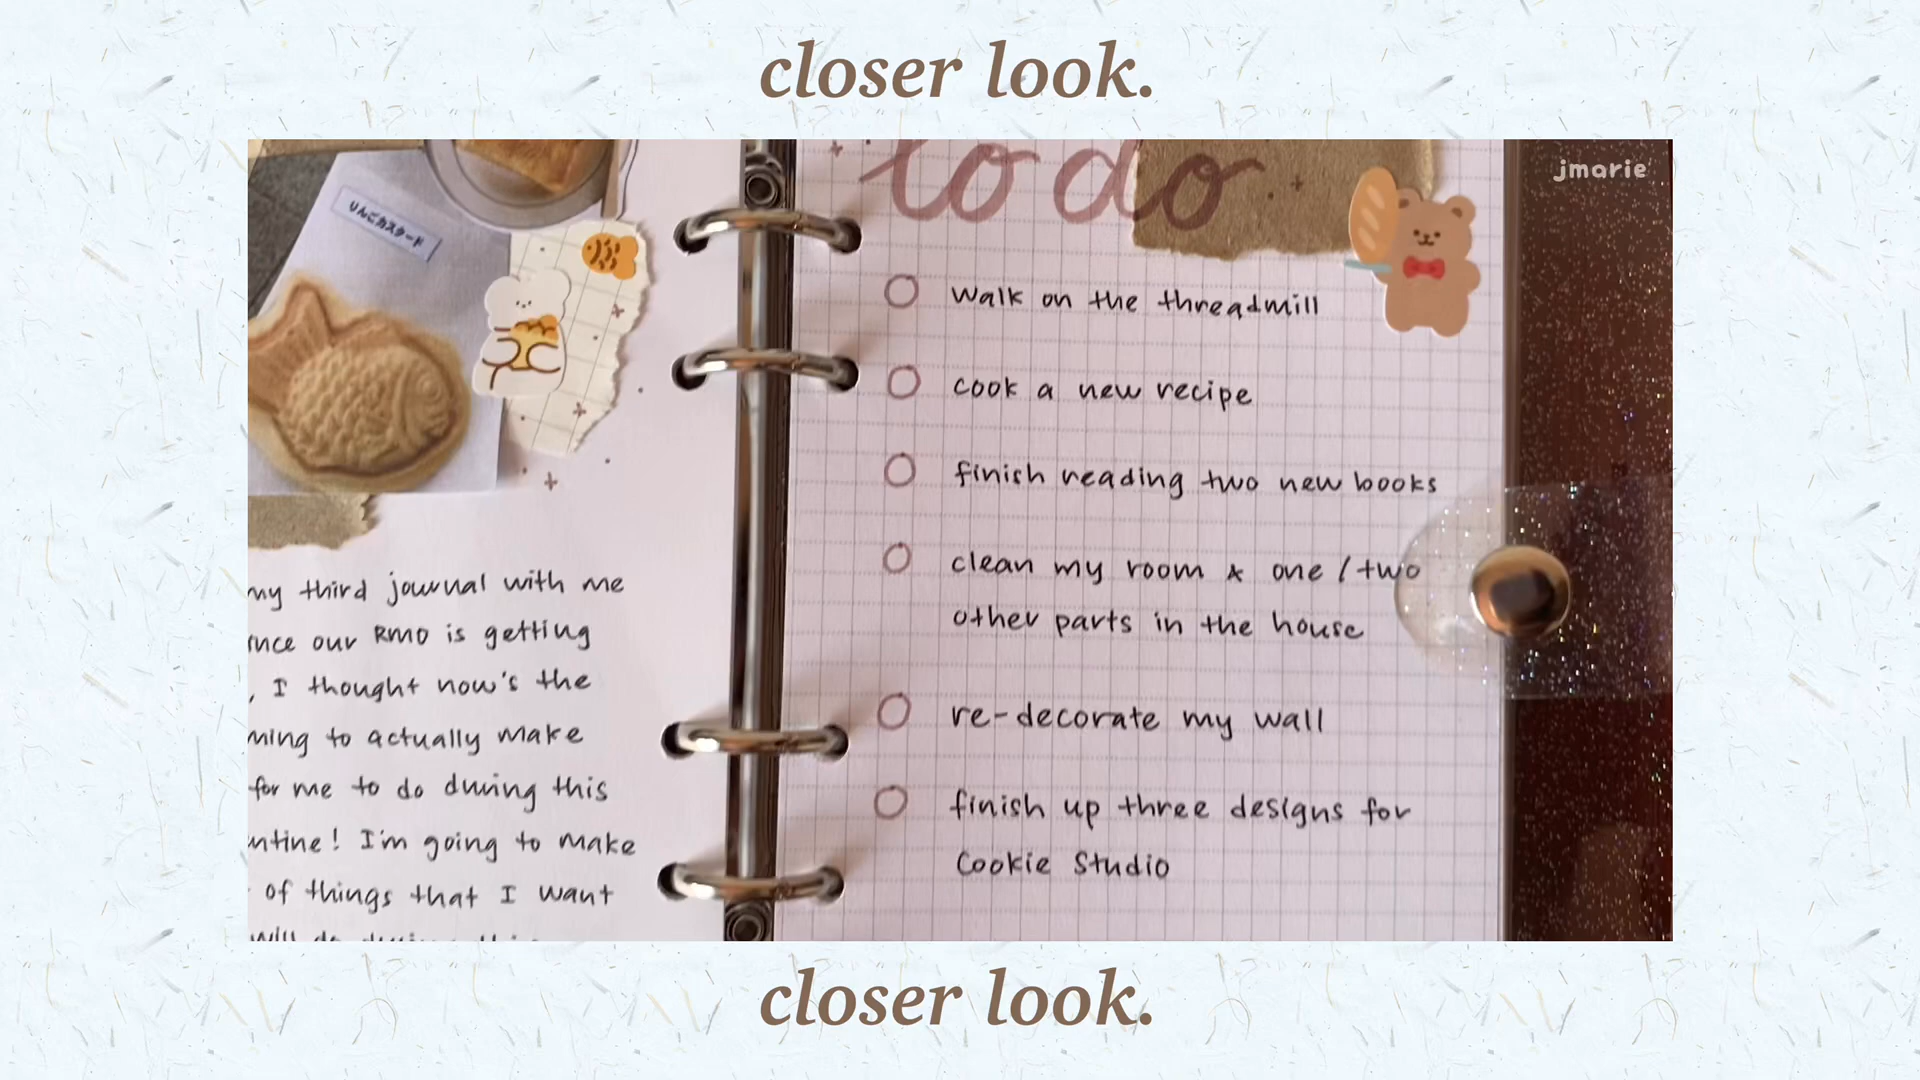 closer look.
to do
jmarie
りんごカスタード
walk on the threadmill
cook a new recipe
finish reading two new books
clean my room & one / two
other parts in the house
re-decorate my wall
finish up three designs for
Cookie Studio
my third journal with me
our RMO is getting
, I thought now's the
to actually make
for me to do during this
I'm going to make
of things that I want
closer look.